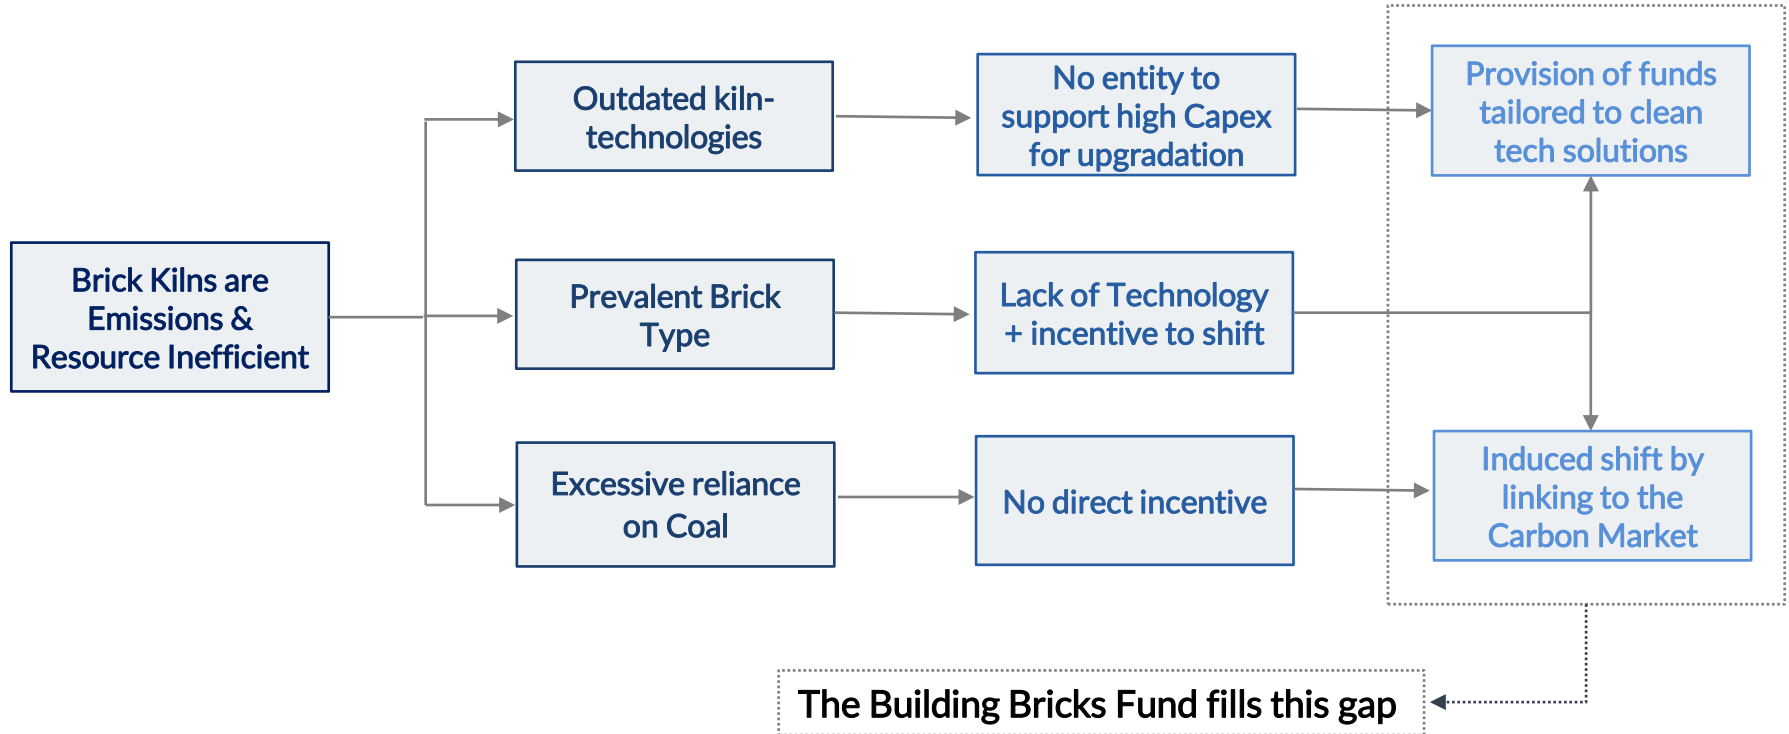 Brick Kilns are
Emissions &
Resource Inefficient
Outdated kiln-
technologies
No entity to
support high Capex
for upgradation
Provision of funds
tailored to clean
tech solutions
Prevalent Brick
Type
Lack of Technology
+ incentive to shift
Excessive reliance
on Coal
No direct incentive
Induced shift by
linking to the
Carbon Market
The Building Bricks Fund fills this gap